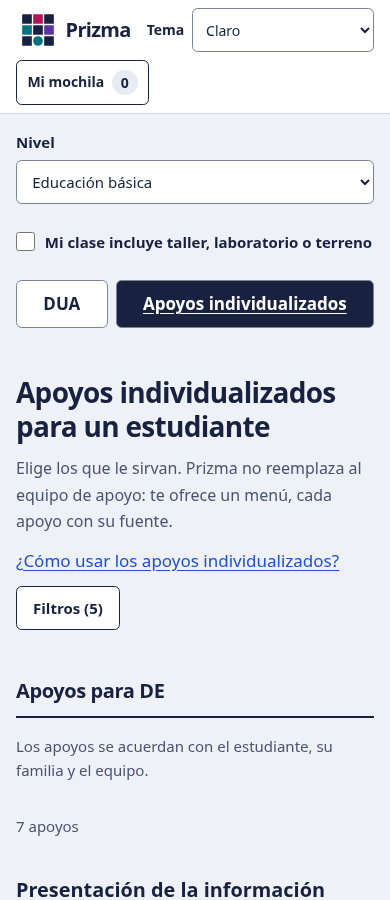 Prizma
Tema
Claro
Mi mochila 0
Nivel
Educación básica
Mi clase incluye taller, laboratorio o terreno
DUA
Apoyos individualizados
Apoyos individualizados
para un estudiante
Elige los que le sirvan. Prizma no reemplaza al
equipo de apoyo: te ofrece un menú, cada
apoyo con su fuente.
¿Cómo usar los apoyos individualizados?
Filtros (5)
Apoyos para DE
Los apoyos se acuerdan con el estudiante, su
familia y el equipo.
7 apoyos
Presentación de la información